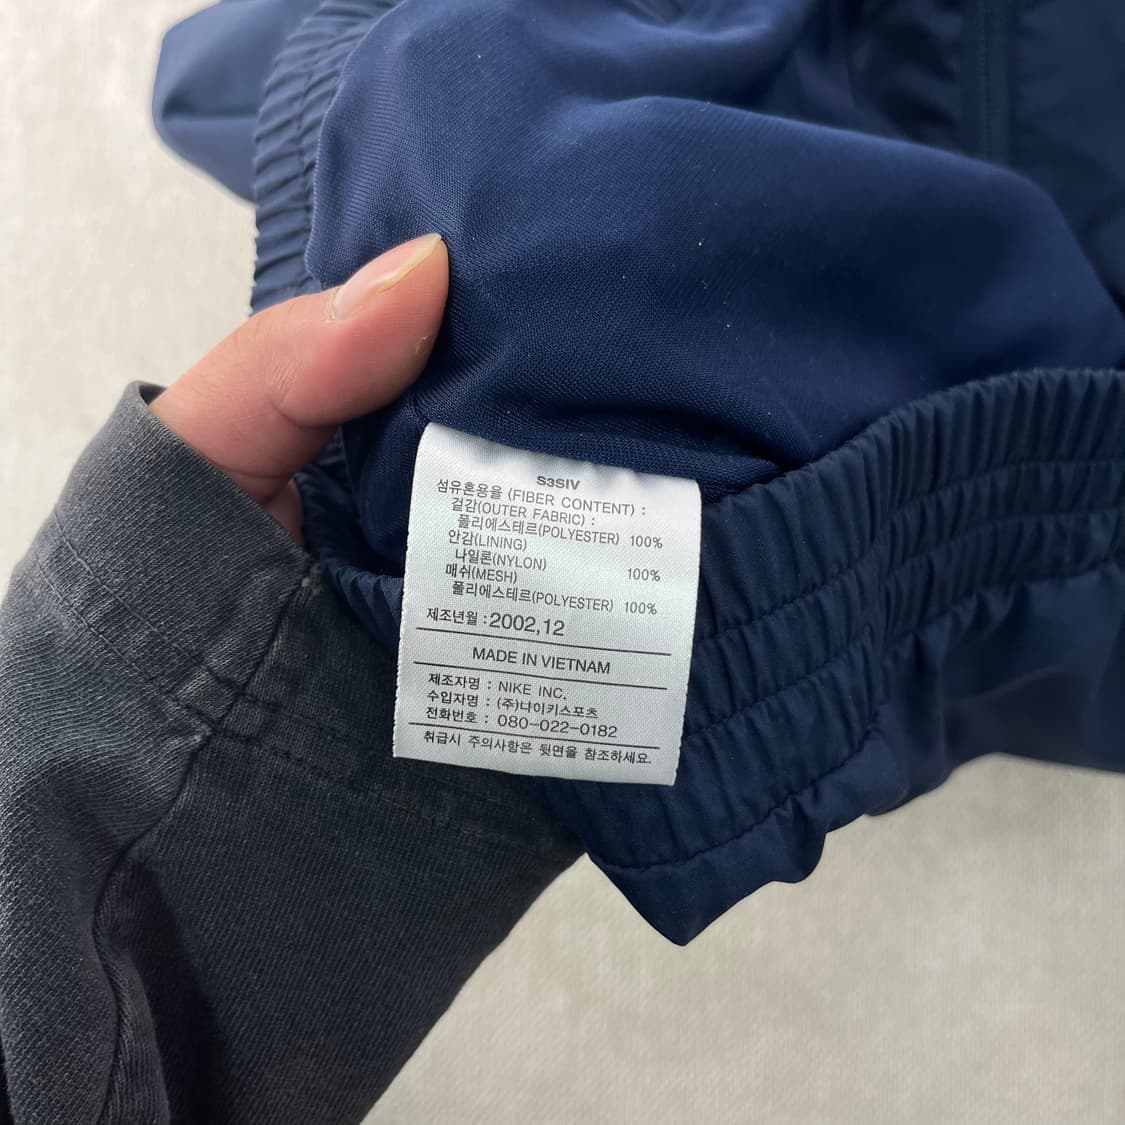 S3SIV
섬유혼용율 (FIBER CONTENT) :
겉감(OUTER FABRIC) :
폴리에스테르(POLYESTER) 100%
안감(LINING)
나일론(NYLON) 100%
매쉬(MESH)
폴리에스테르(POLYESTER) 100%
제조년월 : 2002,12
MADE IN VIETNAM
제조자명 : NIKE INC.
수입자명 : (주)나이키스포츠
전화번호 : 080-022-0182
취급시 주의사항은 뒷면을 참조하세요.